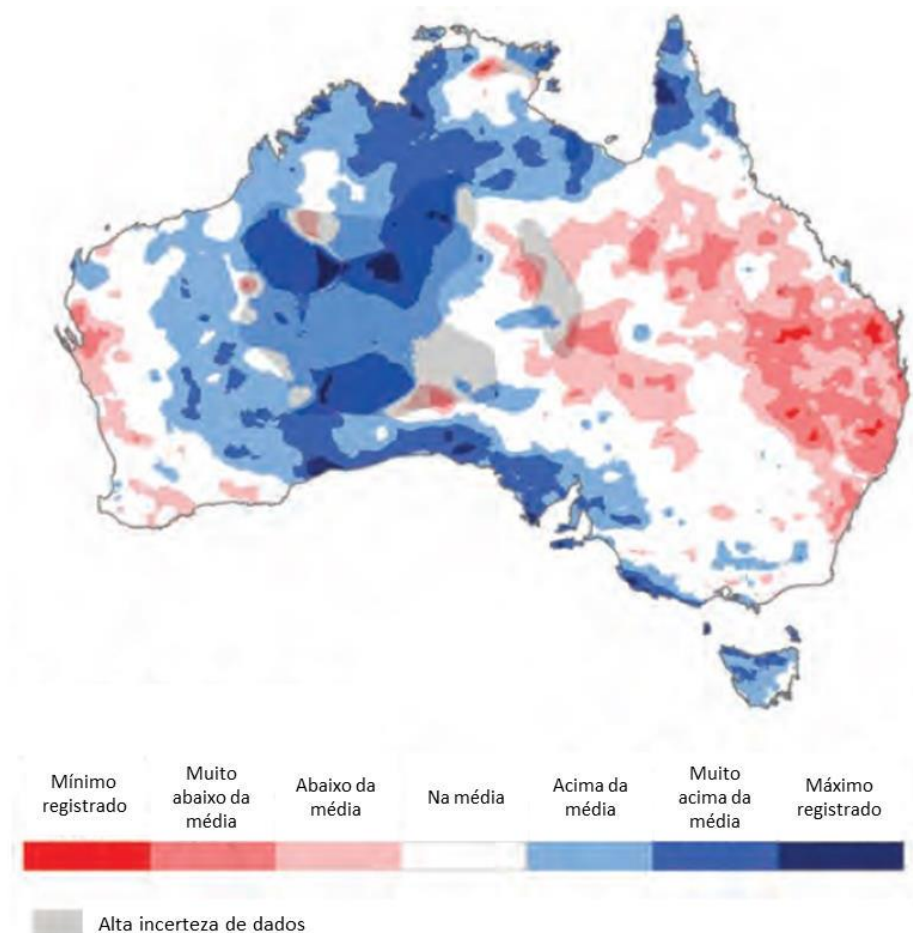 Mínimo
registrado
Muito
abaixo da
média
Abaixo da
média
Na média
Acima da
média
Muito
acima da
média
Máximo
registrado
Alta incerteza de dados